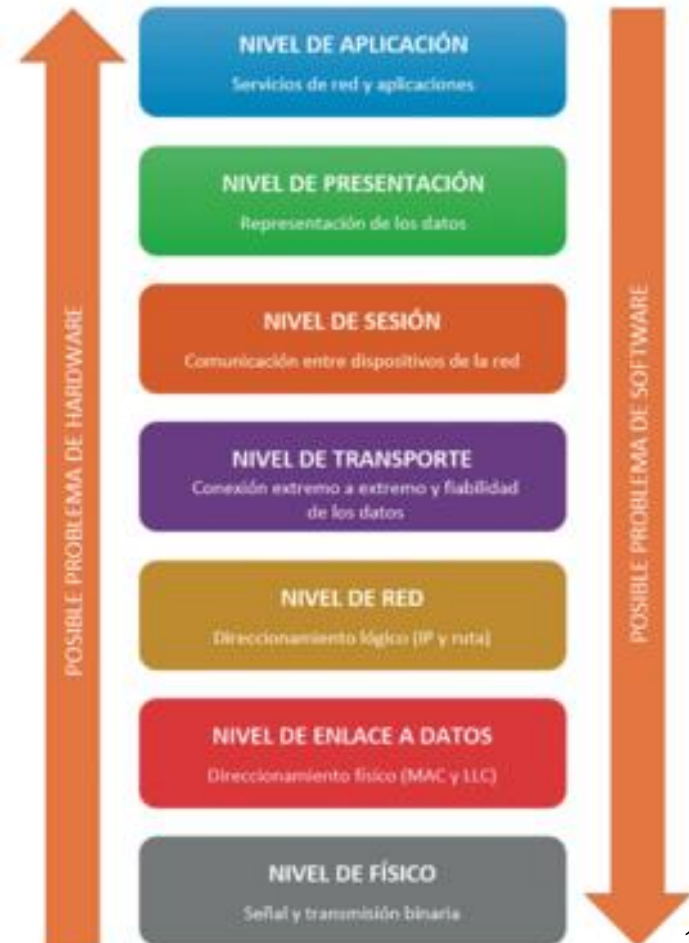 NIVEL DE APLICACIÓN
Servicios de red y aplicaciones
NIVEL DE PRESENTACIÓN
Representación de los datos
NIVEL DE SESIÓN
Comunicación entre dispositivos de la red
NIVEL DE TRANSPORTE
Conexión extremo a extremo y fiabilidad
de los datos
NIVEL DE RED
Direccionamiento lógico (IP y ruta)
NIVEL DE ENLACE A DATOS
Direccionamiento físico (MAC y LLC)
NIVEL DE FÍSICO
Señal y transmisión binaria
POSIBLE PROBLEMA DE HARDWARE
POSIBLE PROBLEMA DE SOFTWARE